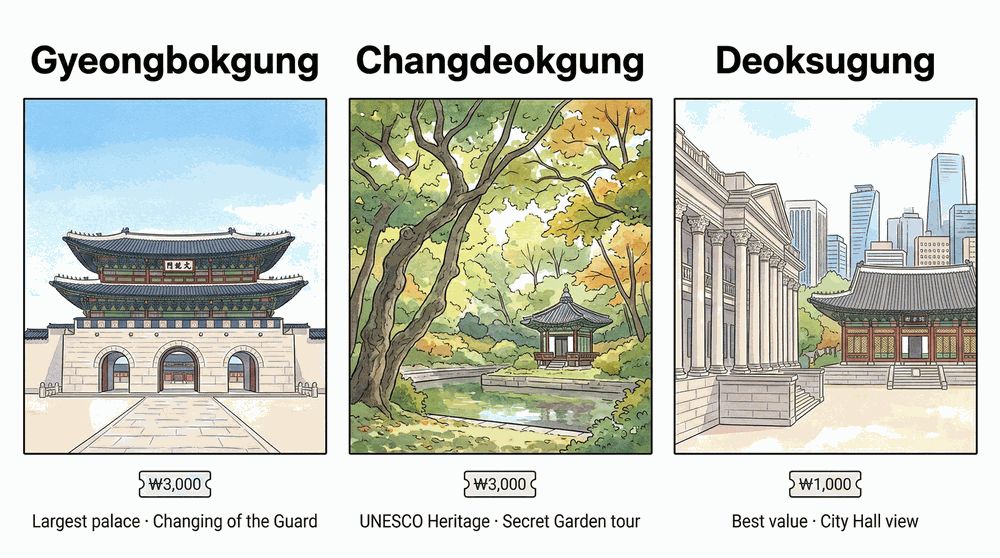 Gyeongbokgung
Changdeokgung
Deoksugung
₩3,000
₩3,000
₩1,000
Largest palace · Changing of the Guard
UNESCO Heritage · Secret Garden tour
Best value · City Hall view